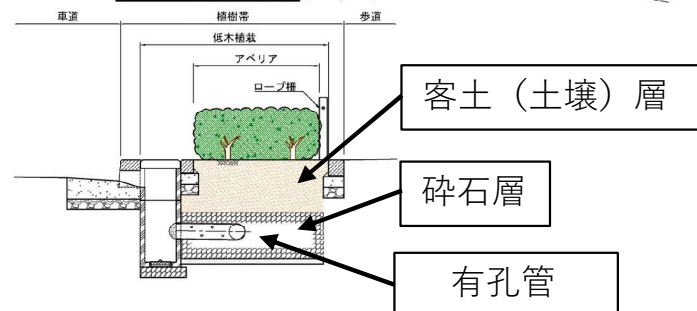 車道 植樹帯 歩道
低木植栽
アベリア
ロープ柵
客土（土壌）層
砕石層
有孔管